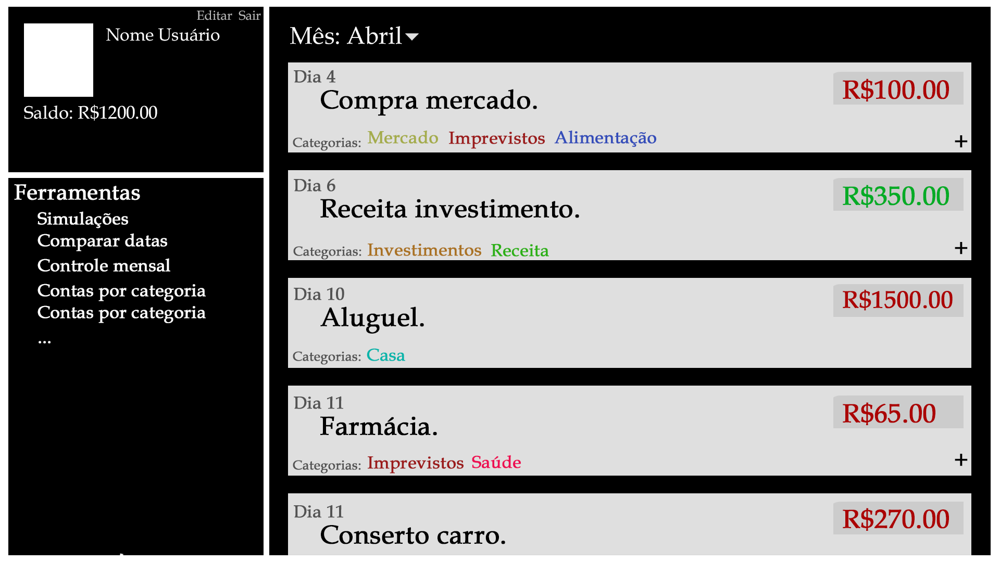 Editar Sair
Nome Usuário
Saldo: R$1200.00
Ferramentas
Simulações
Comparar datas
Controle mensal
Contas por categoria
Contas por categoria
...
Mês: Abril
Dia 4
Compra mercado.
R$100.00
Categorias: Mercado Imprevistos Alimentação
+
Dia 6
Receita investimento.
R$350.00
Categorias: Investimentos Receita
+
Dia 10
Aluguel.
R$1500.00
Categorias: Casa
Dia 11
Farmácia.
R$65.00
Categorias: Imprevistos Saúde
+
Dia 11
Conserto carro.
R$270.00